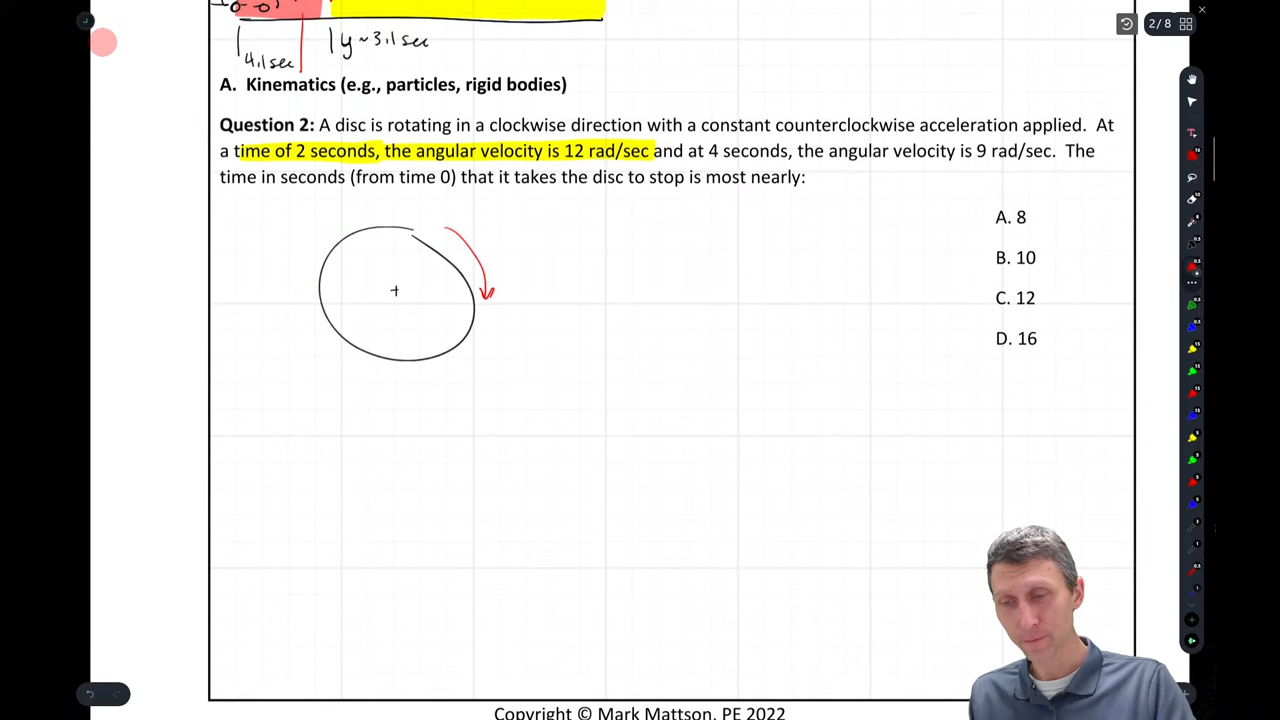 2/8
4.1 sec
y ~ 3.1 sec
A. Kinematics (e.g., particles, rigid bodies)
Question 2: A disc is rotating in a clockwise direction with a constant counterclockwise acceleration applied. At
a time of 2 seconds, the angular velocity is 12 rad/sec and at 4 seconds, the angular velocity is 9 rad/sec. The
time in seconds (from time 0) that it takes the disc to stop is most nearly:
A. 8
B. 10
C. 12
D. 16
Copyright © Mark Mattson, PE 2022